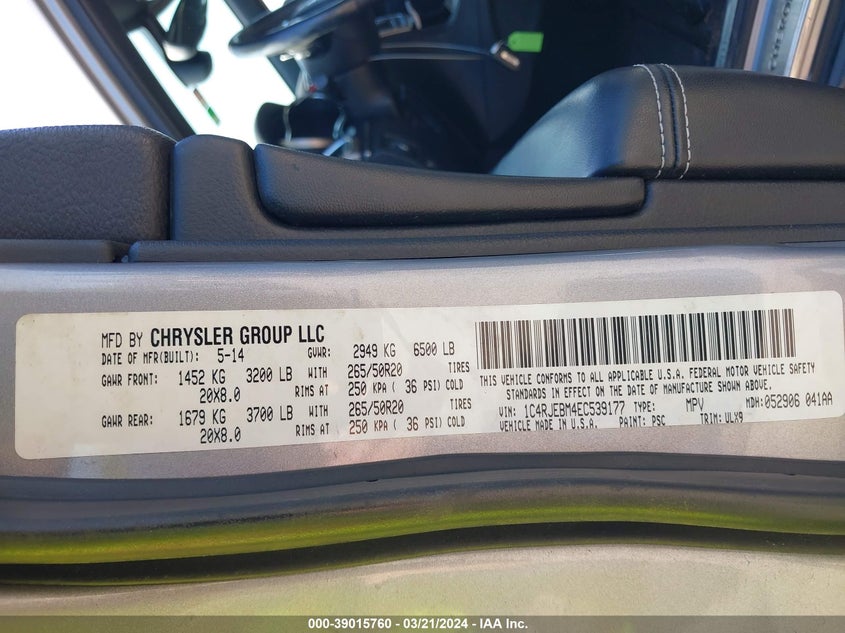 MFD BY CHRYSLER GROUP LLC
DATE OF MFR(BUILT): 5-14 GVWR: 2949 KG 6500 LB
GAWR FRONT: 1452 KG 3200 LB WITH 265/50R20 TIRES
20X8.0 RIMS AT 250 KPA ( 36 PSI) COLD
GAWR REAR: 1679 KG 3700 LB WITH 265/50R20 TIRES
20X8.0 RIMS AT 250 KPA ( 36 PSI) COLD
THIS VEHICLE CONFORMS TO ALL APPLICABLE U.S.A. FEDERAL MOTOR VEHICLE SAFETY
STANDARDS IN EFFECT ON THE DATE OF MANUFACTURE SHOWN ABOVE.
VIN: 1C4RJEBM4EC539177 TYPE: MPV MDH: 052906 041AA
VEHICLE MADE IN U.S.A. PAINT: PSC TRIM: ULX9
000-39015760 - 03/21/2024 - IAA Inc.